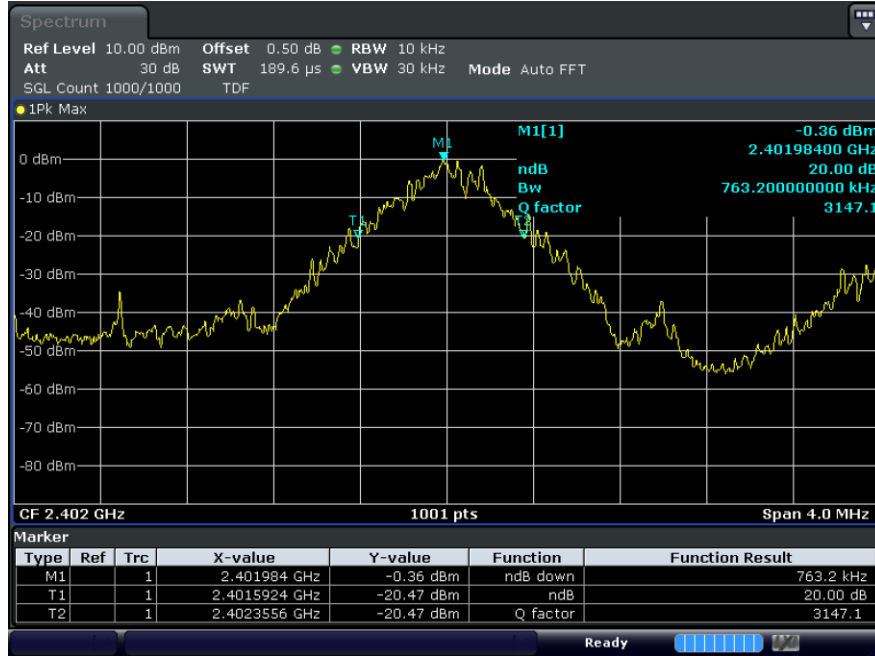 Spectrum
Ref Level 10.00 dBm Offset 0.50 dB RBW 10 kHz
Att 30 dB SWT 189.6 µs VBW 30 kHz Mode Auto FFT
SGL Count 1000/1000 TDF
1Pk Max
M1[1] -0.36 dBm
2.40198400 GHz
ndB 20.00 dB
Bw 763.200000000 kHz
Q factor 3147.1
M1
T1
T2
0 dBm
-10 dBm
-20 dBm
-30 dBm
-40 dBm
-50 dBm
-60 dBm
-70 dBm
-80 dBm
CF 2.402 GHz 1001 pts Span 4.0 MHz
Marker
Type Ref Trc X-value Y-value Function Function Result
M1 1 2.401984 GHz -0.36 dBm ndB down 763.2 kHz
T1 1 2.4015924 GHz -20.47 dBm ndB 20.00 dB
T2 1 2.4023556 GHz -20.47 dBm Q factor 3147.1
Ready